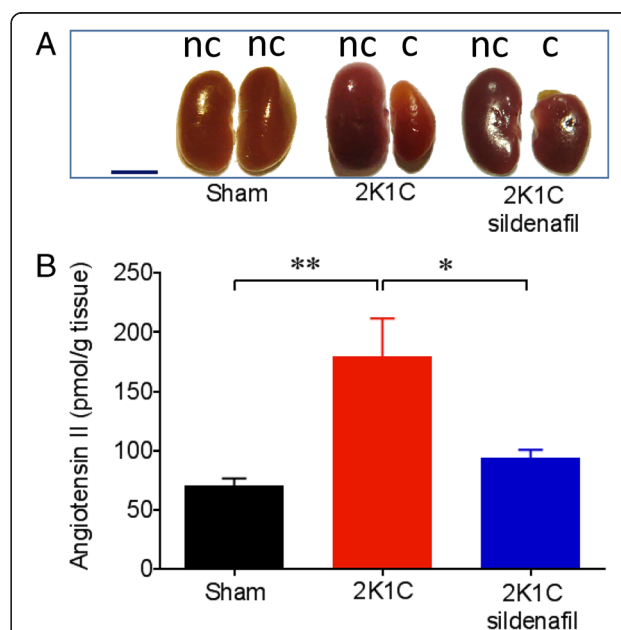 A
nc nc nc c nc c
Sham 2K1C 2K1C
sildenafil
B
Angiotensin II (pmol/g tissue)
** *
250
200
150
100
50
0
Sham 2K1C 2K1C
sildenafil